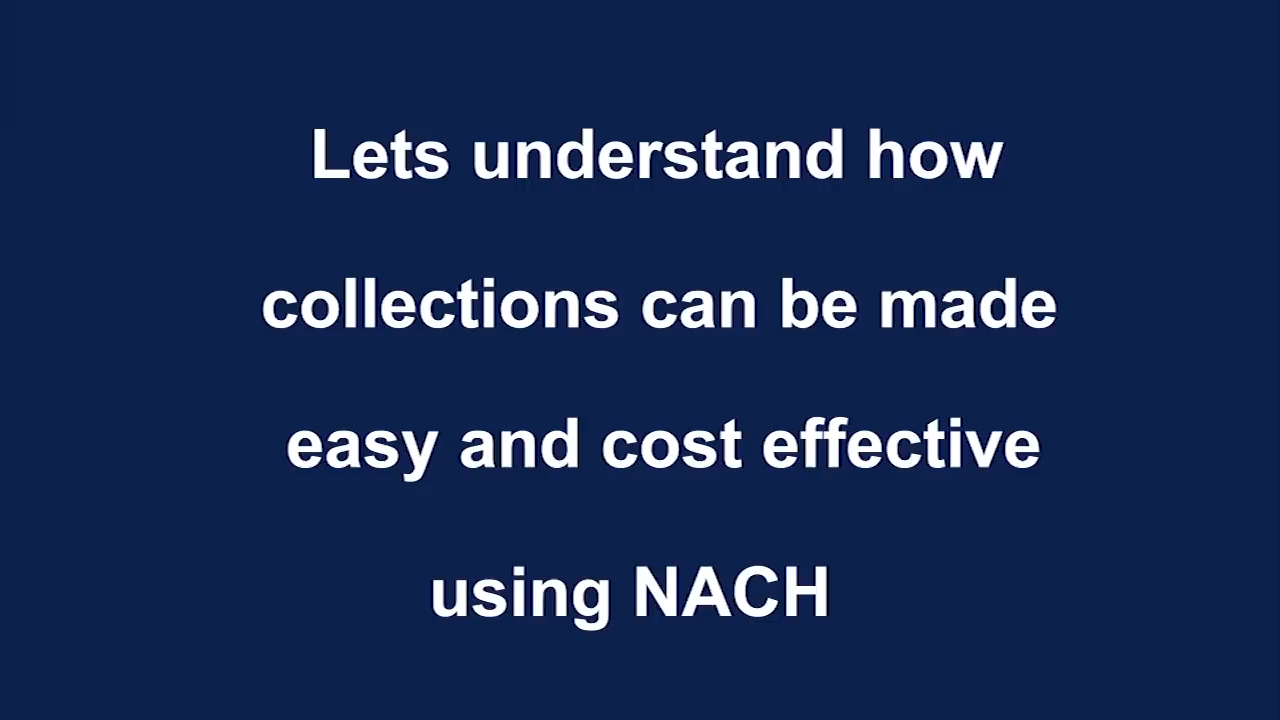 Lets understand how
collections can be made
easy and cost effective
using NACH